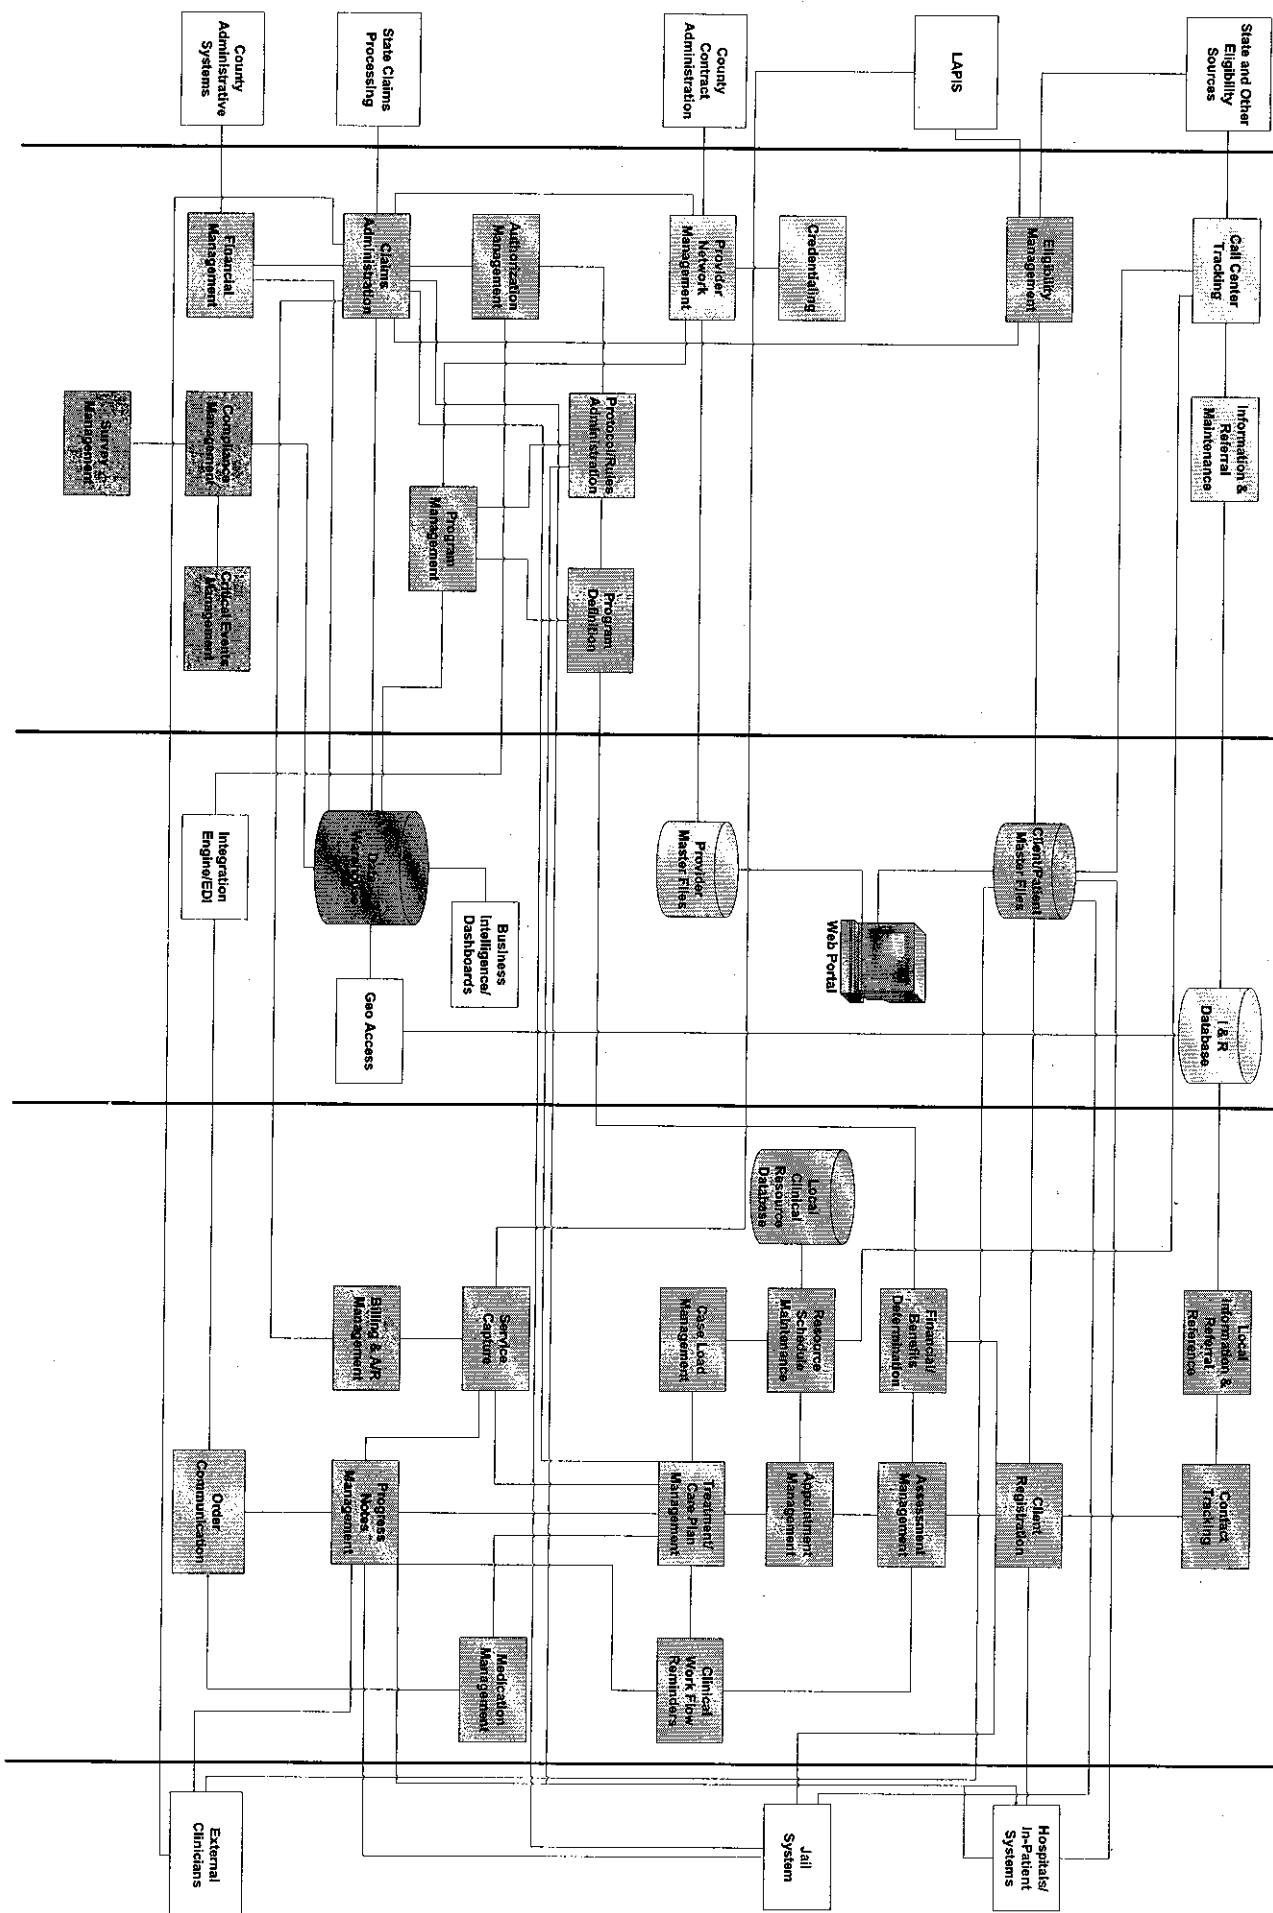 State and Other
Eligibility
Sources
LAPIS
County
Contract
Administration
State Claims
Processing
County
Administrative
Systems
Call Center
Tracking
Eligibility
Management
Credentialing
Provider
Network
Management
Authorization
Management
Claims
Administration
Financial
Management
Information &
Referral
Maintenance
Protocol/Rules
Administration
Program
Management
Compliance
Management
Survey
Management
Program
Definition
Critical Events
Management
I & R
Database
Client/Patient
Master Files
Web Portal
Provider
Master Files
Business
Intelligence/
Dashboards
Data
Warehouse
Geo Access
Integration
Engine/EDI
Local
Clinical
Resource
Database
Local
Information &
Referral
Reference
Financial/
Benefits
Determination
Resource
Schedule
Maintenance
Case Load
Management
Service
Capture
Billing & A/R
Management
Contact
Tracking
Client
Registration
Assessment
Management
Appointment
Management
Treatment/
Care Plan
Management
Progress
Notes
Management
Order
Communication
Clinical
Work Flow
Reminders
Medication
Management
Hospitals/
In-Patient
Systems
Jail
System
External
Clinicians